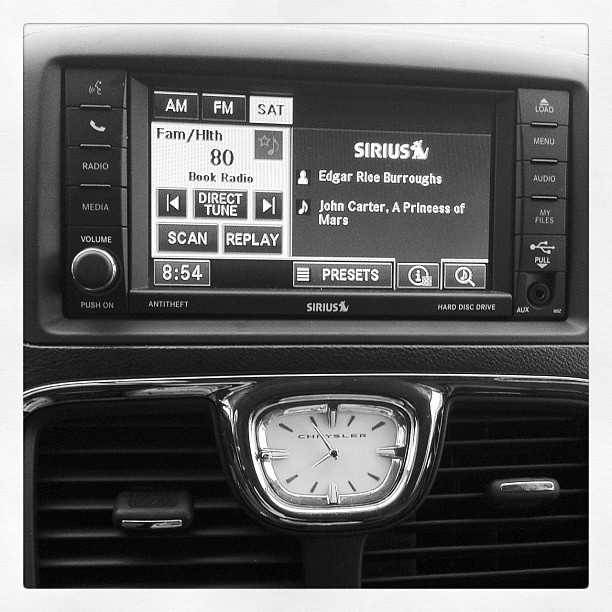 AM FM SAT
LOAD
Fam/Hlth
80
Book Radio
SIRIUS
MENU
RADIO
Edgar Rice Burroughs
AUDIO
DIRECT
TUNE
MEDIA
John Carter, A Princess of
Mars
MY
FILES
SCAN REPLAY
VOLUME
PULL
8:54
PRESETS
PUSH ON
ANTITHEFT
SIRIUS
HARD DISC DRIVE
AUX
CHRYSLER